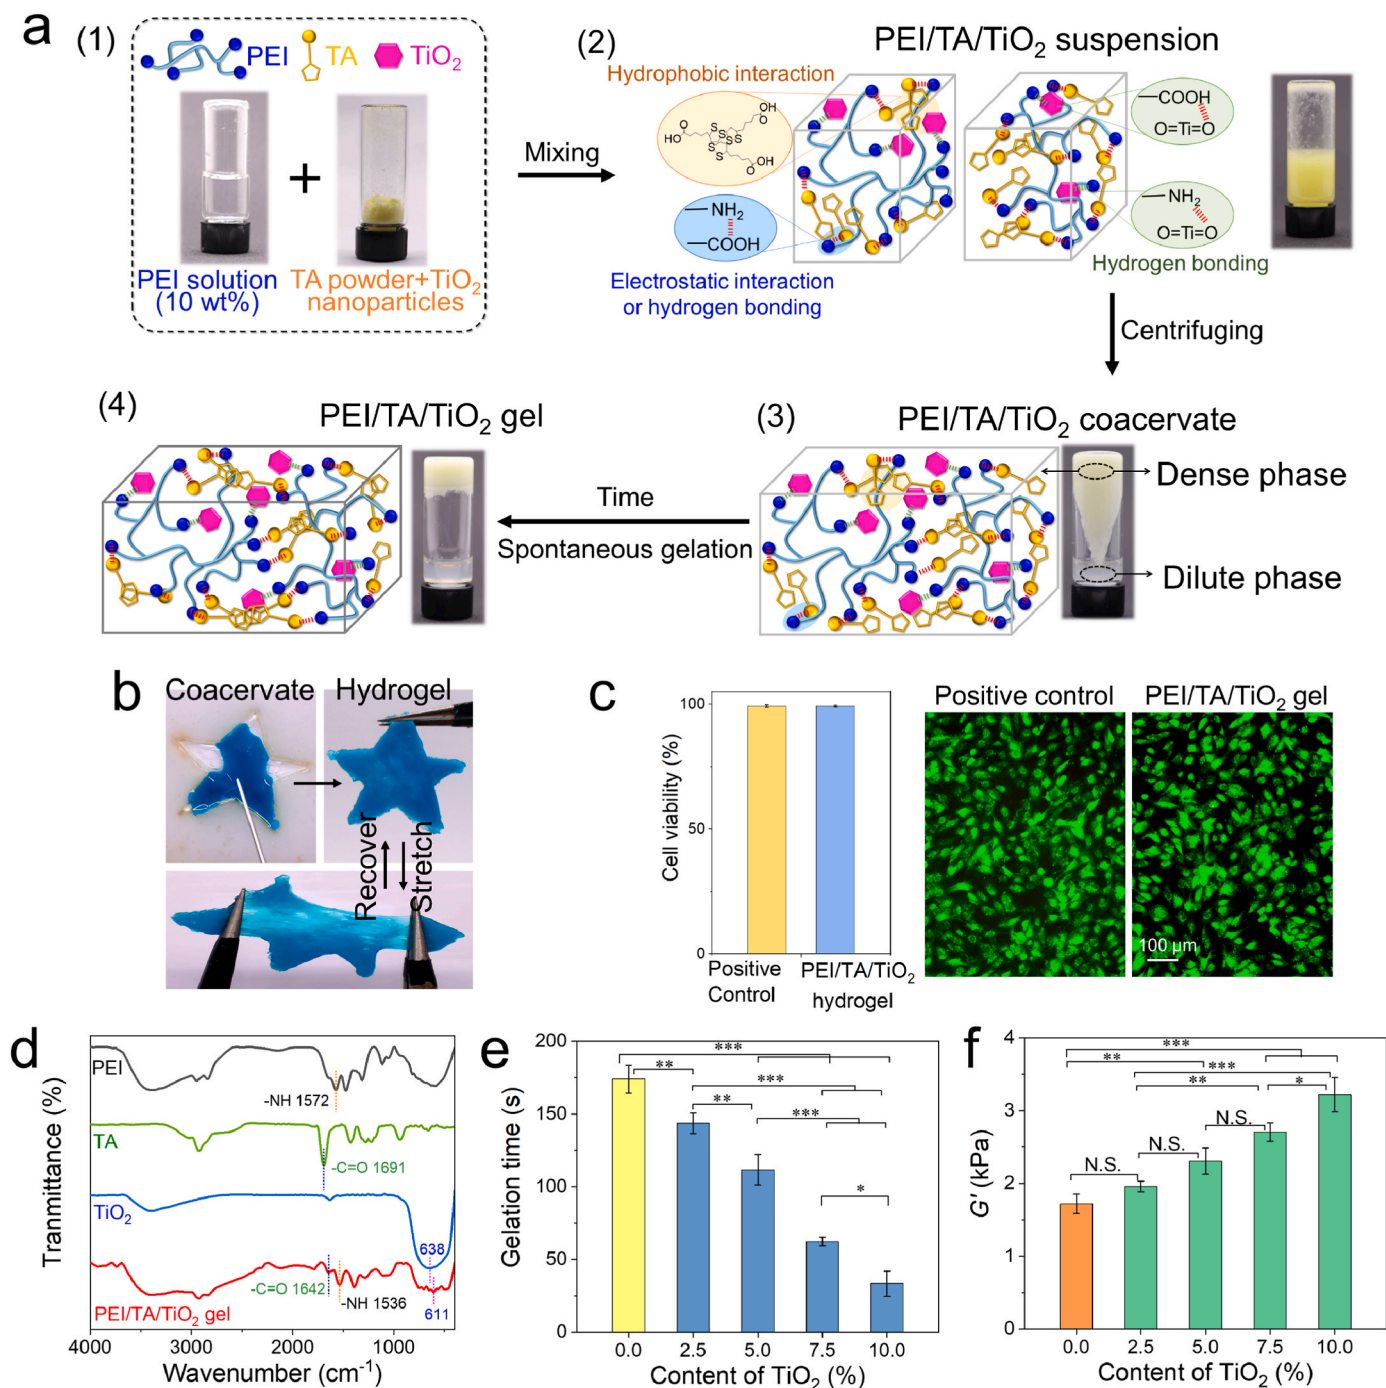 a
(1)
PEI
TA
TiO2
PEI solution
(10 wt%)
+
TA powder+TiO2
nanoparticles
Mixing
(2)
PEI/TA/TiO2 suspension
Hydrophobic interaction
HO
O
OH
S S S S S S
OH
O
NH2
COOH
Electrostatic interaction
or hydrogen bonding
COOH
O=Ti=O
NH2
O=Ti=O
Hydrogen bonding
Centrifuging
(3)
PEI/TA/TiO2 coacervate
Dense phase
Dilute phase
Time
Spontaneous gelation
(4)
PEI/TA/TiO2 gel
b
Coacervate
Hydrogel
Recover
Stretch
c
Cell viability (%)
100
50
0
Positive
Control
PEI/TA/TiO2
hydrogel
Positive control
PEI/TA/TiO2 gel
100 μm
d
Tranmittance (%)
PEI
-NH 1572
TA
-C=O 1691
TiO2
638
-C=O 1642
-NH 1536
611
PEI/TA/TiO2 gel
4000
3000
2000
1000
Wavenumber (cm-1)
e
Gelation time (s)
200
150
100
50
0
***
**
***
**
***
*
0.0
2.5
5.0
7.5
10.0
Content of TiO2 (%)
f
G' (kPa)
4
3
2
1
0
***
**
***
**
*
N.S.
N.S.
N.S.
0.0
2.5
5.0
7.5
10.0
Content of TiO2 (%)